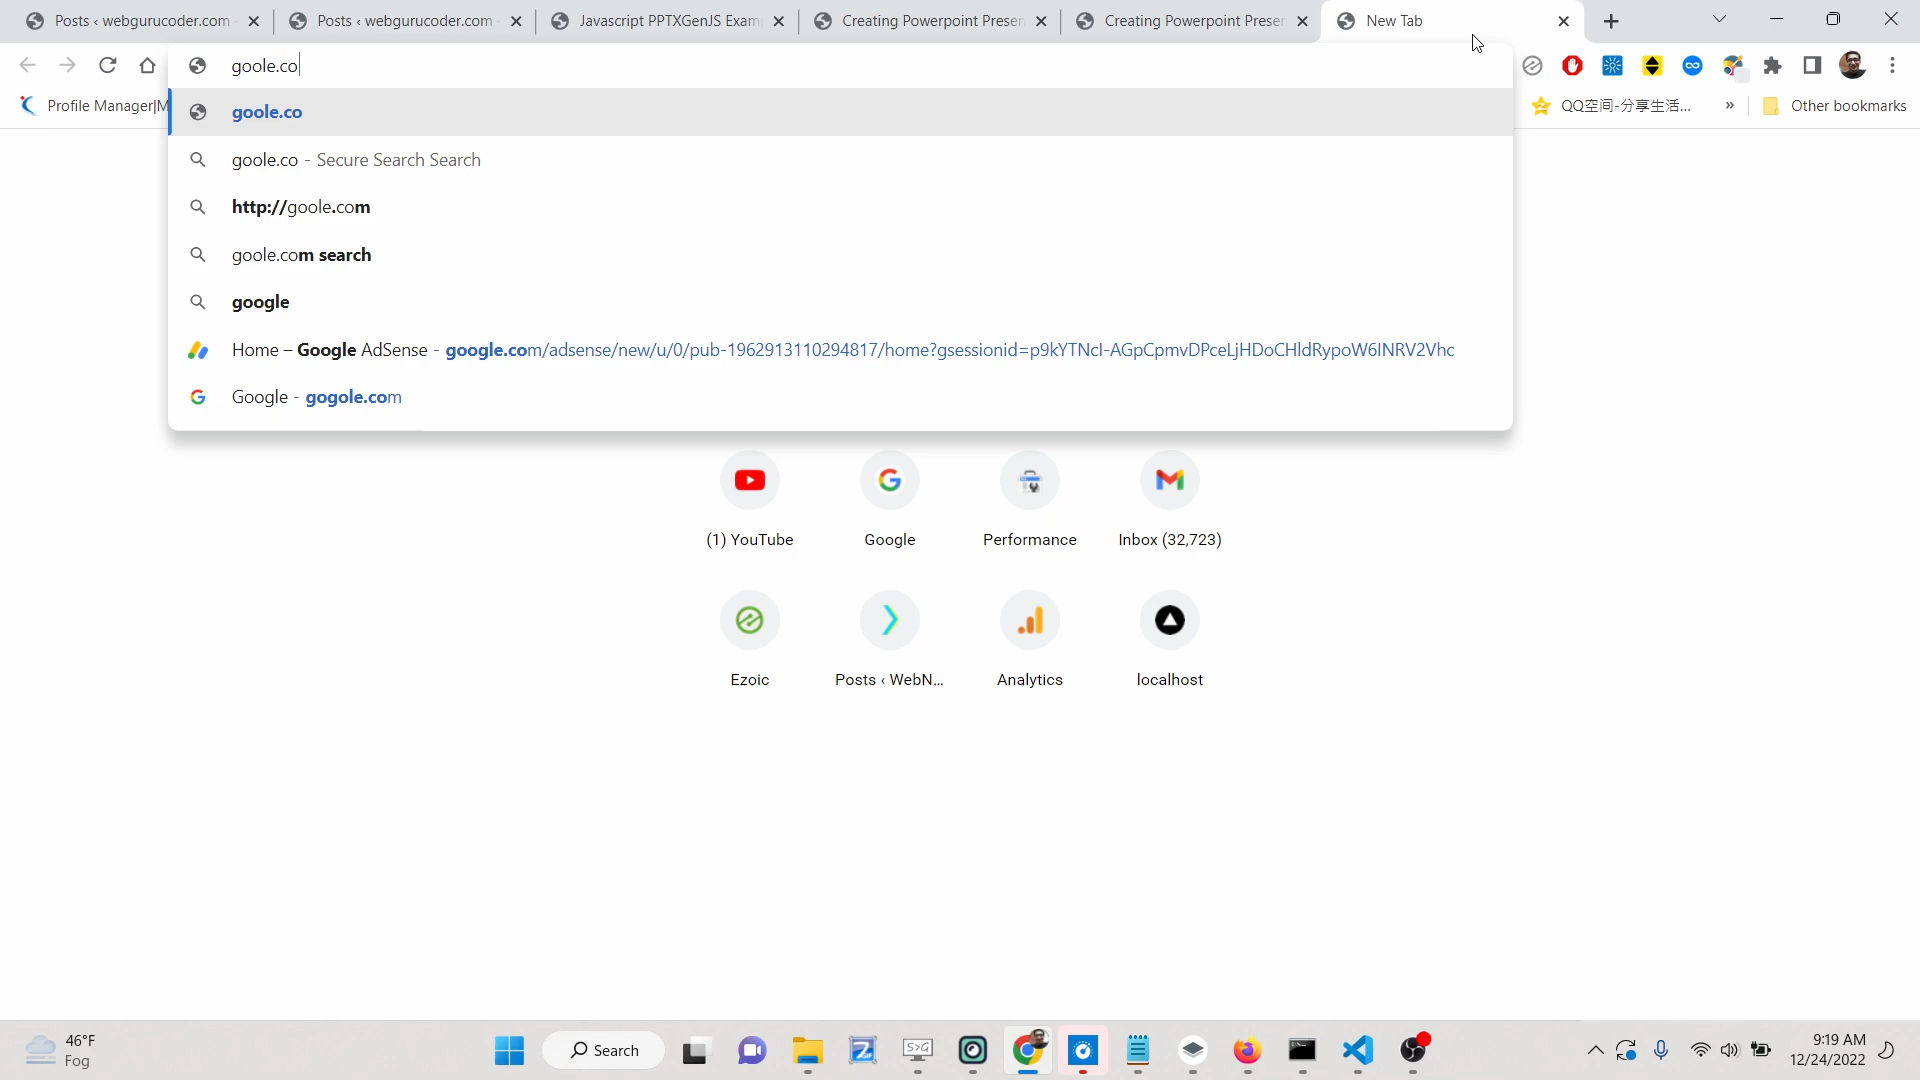 Posts ‹ webgurucoder.com
Posts ‹ webgurucoder.com
Javascript PPTXGenJS Exam
Creating Powerpoint Presen
Creating Powerpoint Presen
New Tab
goole.co
Profile Manager|M
QQ空间-分享生活...
»
Other bookmarks
goole.co
goole.co - Secure Search Search
http://goole.com
goole.com search
google
Home – Google AdSense - google.com/adsense/new/u/0/pub-1962913110294817/home?gsessionid=p9kYTNcI-AGpCpmvDPceLjHDoCHldRypoW6INRV2Vhc
Google - gogole.com
(1) YouTube
Google
Performance
Inbox (32,723)
Ezoic
Posts ‹ WebN...
Analytics
localhost
46°F
Fog
Search
S>G
9:19 AM
12/24/2022